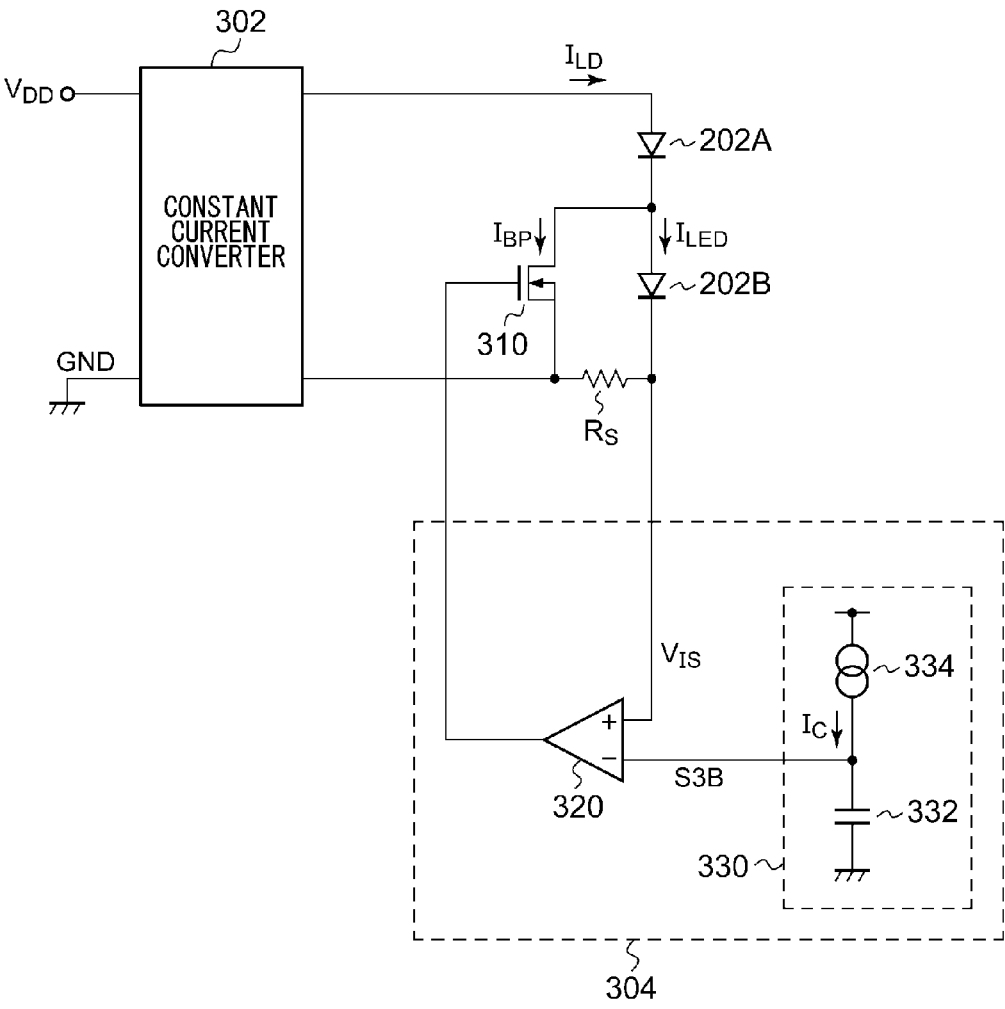 302
I_LD
V_DD
202A
CONSTANT
CURRENT
CONVERTER
I_BP
I_LED
202B
310
GND
R_S
V_IS
334
I_C
+
−
S3B
320
332
330
304